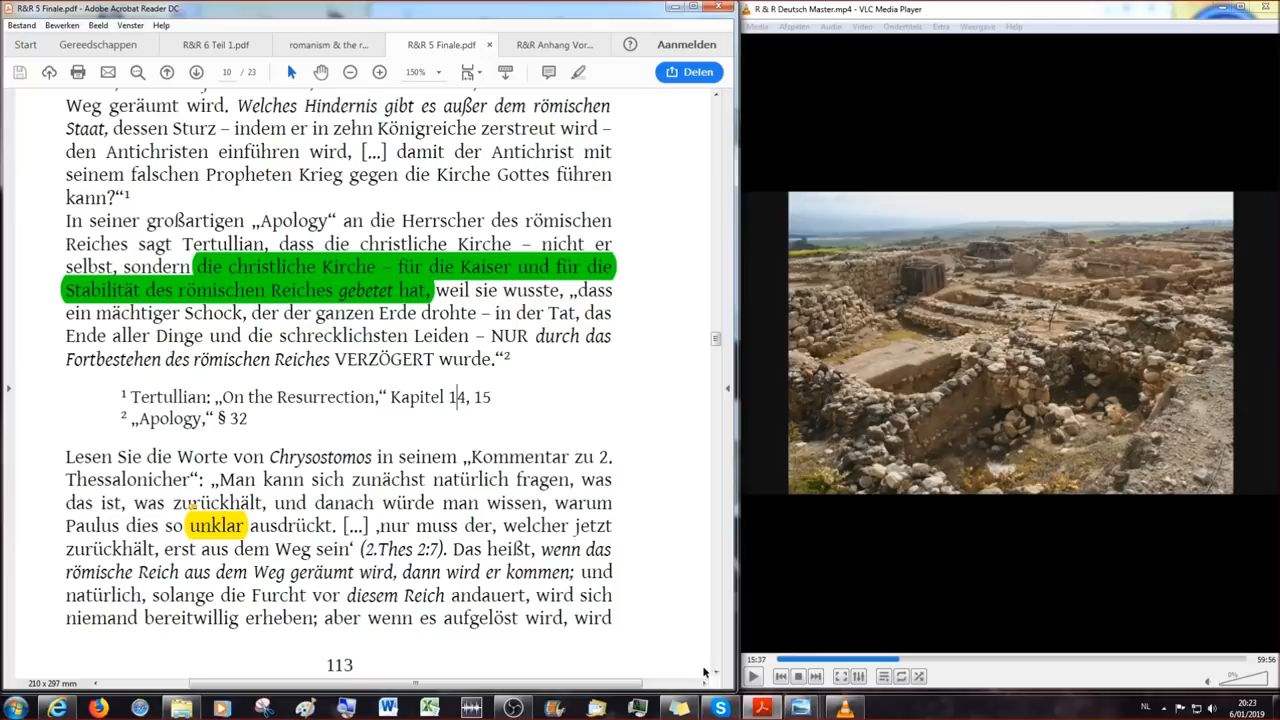 R&R 5 Finale.pdf - Adobe Acrobat Reader DC
Bestand Bewerken Beeld Venster Help
Start Gereedschappen R&R 6 Teil 1.pdf romanism & the r... R&R 5 Finale.pdf × R&R Anhang Vor... Aanmelden
10 / 23 150% Delen
Weg geräumt wird. Welches Hindernis gibt es außer dem römischen
Staat, dessen Sturz – indem er in zehn Königreiche zerstreut wird –
den Antichristen einführen wird, [...] damit der Antichrist mit
seinem falschen Propheten Krieg gegen die Kirche Gottes führen
kann?“¹
In seiner großartigen „Apology“ an die Herrscher des römischen
Reiches sagt Tertullian, dass die christliche Kirche – nicht er
selbst, sondern die christliche Kirche – für die Kaiser und für die
Stabilität des römischen Reiches gebetet hat, weil sie wusste, „dass
ein mächtiger Schock, der der ganzen Erde drohte – in der Tat, das
Ende aller Dinge und die schrecklichsten Leiden – NUR durch das
Fortbestehen des römischen Reiches VERZÖGERT wurde.“²
¹ Tertullian: „On the Resurrection,“ Kapitel 14, 15
² „Apology,“ § 32
Lesen Sie die Worte von Chrysostomos in seinem „Kommentar zu 2.
Thessalonicher“: „Man kann sich zunächst natürlich fragen, was
das ist, was zurückhält, und danach würde man wissen, warum
Paulus dies so unklar ausdrückt. [...] ‚nur muss der, welcher jetzt
zurückhält, erst aus dem Weg sein‘ (2.Thes 2:7). Das heißt, wenn das
römische Reich aus dem Weg geräumt wird, dann wird er kommen; und
natürlich, solange die Furcht vor diesem Reich andauert, wird sich
niemand bereitwillig erheben; aber wenn es aufgelöst wird, wird
113
210 x 297 mm
R & R Deutsch Master.mp4 - VLC Media Player
Media Afspelen Audio Video Ondertiteling Extra Weergave Help
15:37 59:56
0%
NL 20:23
6/01/2019